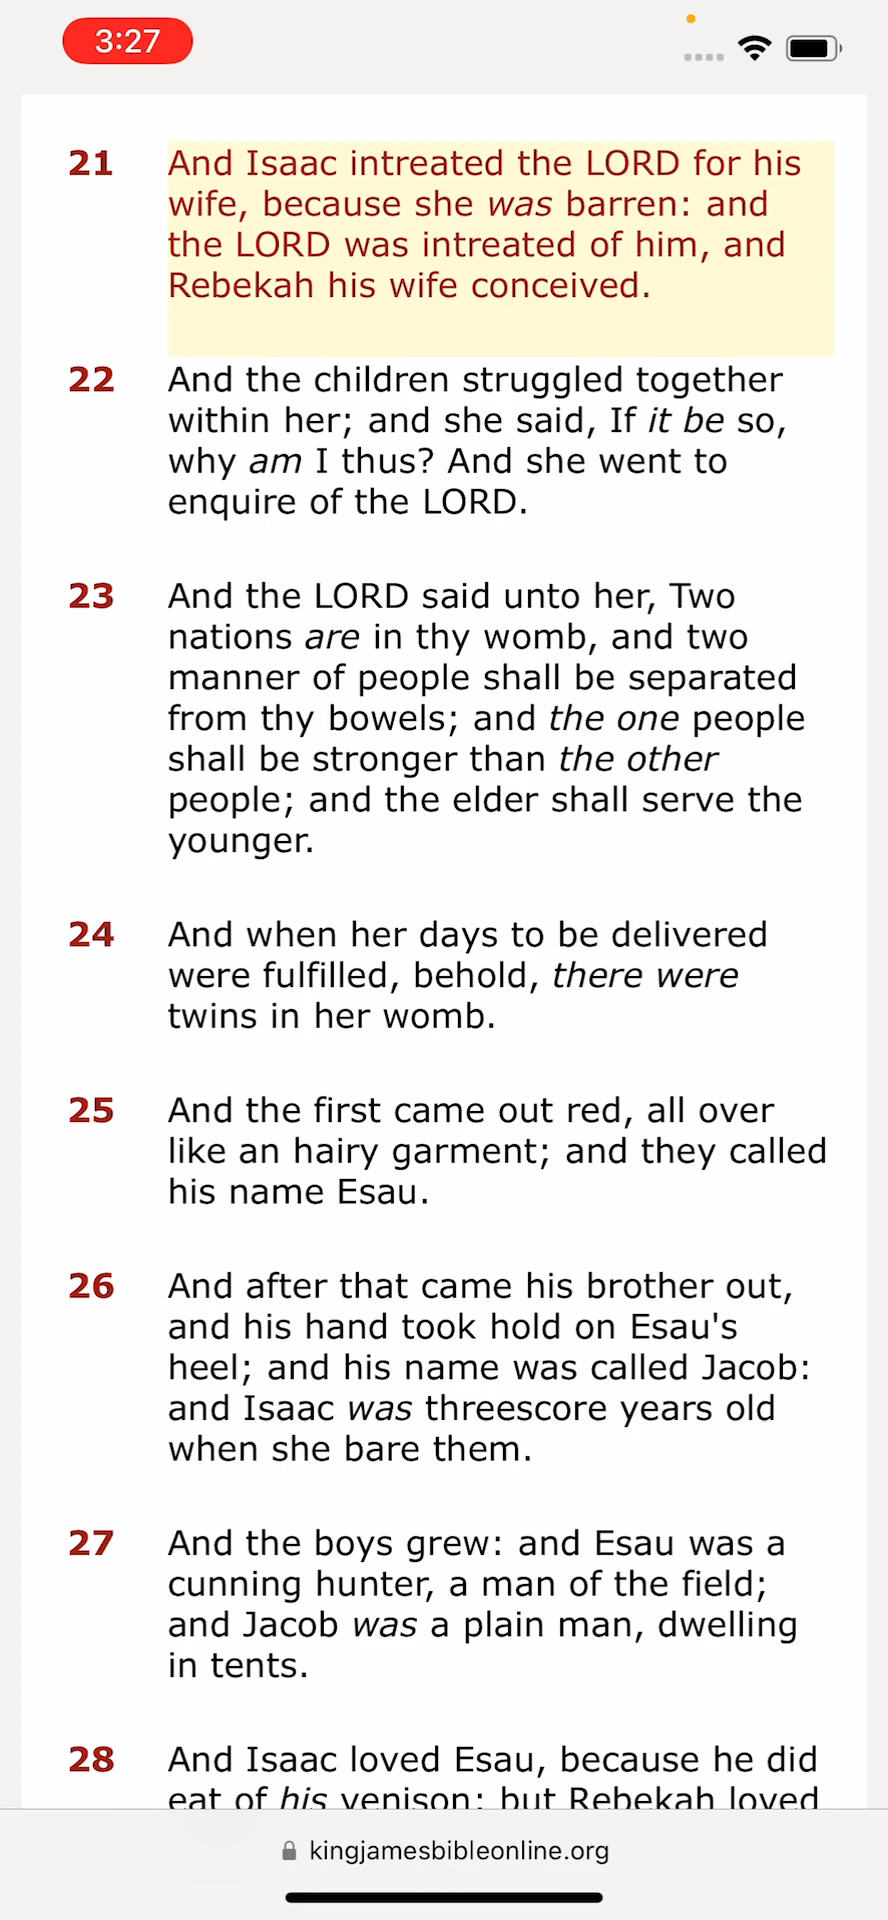 3:27
21 And Isaac intreated the LORD for his
wife, because she was barren: and
the LORD was intreated of him, and
Rebekah his wife conceived.
22 And the children struggled together
within her; and she said, If it be so,
why am I thus? And she went to
enquire of the LORD.
23 And the LORD said unto her, Two
nations are in thy womb, and two
manner of people shall be separated
from thy bowels; and the one people
shall be stronger than the other
people; and the elder shall serve the
younger.
24 And when her days to be delivered
were fulfilled, behold, there were
twins in her womb.
25 And the first came out red, all over
like an hairy garment; and they called
his name Esau.
26 And after that came his brother out,
and his hand took hold on Esau's
heel; and his name was called Jacob:
and Isaac was threescore years old
when she bare them.
27 And the boys grew: and Esau was a
cunning hunter, a man of the field;
and Jacob was a plain man, dwelling
in tents.
28 And Isaac loved Esau, because he did
eat of his venison: but Rebekah loved
kingjamesbibleonline.org